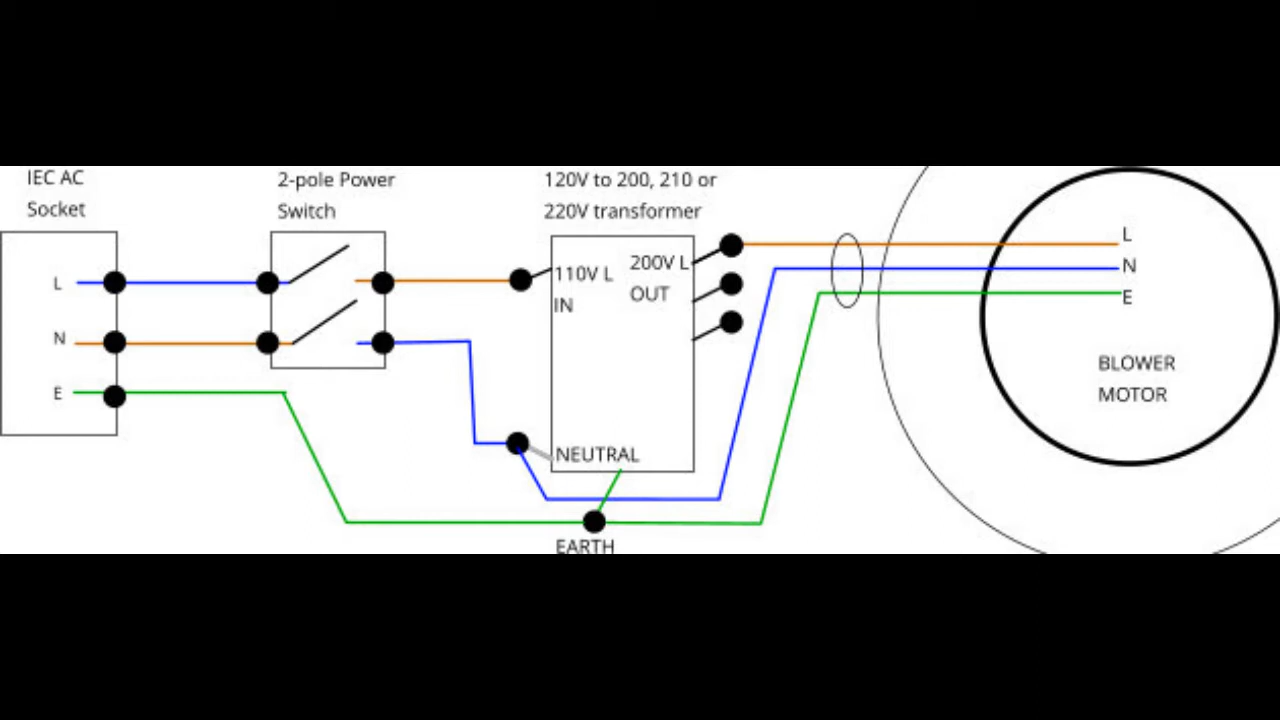 IEC AC
Socket
L
N
E
2-pole Power
Switch
120V to 200, 210 or
220V transformer
110V L
IN
200V L
OUT
NEUTRAL
EARTH
L
N
E
BLOWER
MOTOR